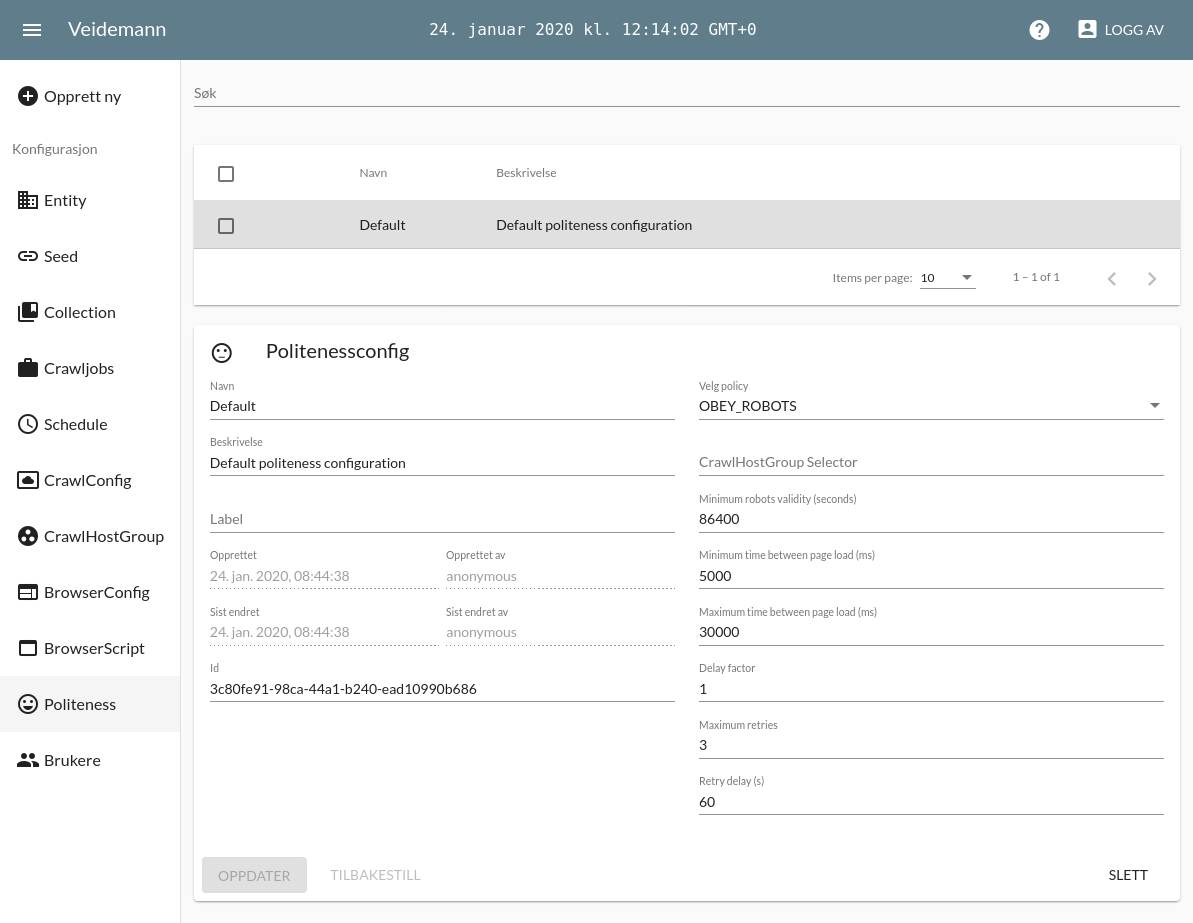 Veidemann
24. januar 2020 kl. 12:14:02 GMT+0
LOGG AV
Opprett ny
Konfigurasjon
Entity
Seed
Collection
Crawljobs
Schedule
CrawlConfig
CrawlHostGroup
BrowserConfig
BrowserScript
Politeness
Brukere
Søk
Navn Beskrivelse
Default Default politeness configuration
Items per page: 10 1 – 1 of 1
Politenessconfig
Navn
Default
Beskrivelse
Default politeness configuration
Label
Opprettet Opprettet av
24. jan. 2020, 08:44:38 anonymous
Sist endret Sist endret av
24. jan. 2020, 08:44:38 anonymous
Id
3c80fe91-98ca-44a1-b240-ead10990b686
Velg policy
OBEY_ROBOTS
CrawlHostGroup Selector
Minimum robots validity (seconds)
86400
Minimum time between page load (ms)
5000
Maximum time between page load (ms)
30000
Delay factor
1
Maximum retries
3
Retry delay (s)
60
OPPDATER TILBAKESTILL SLETT